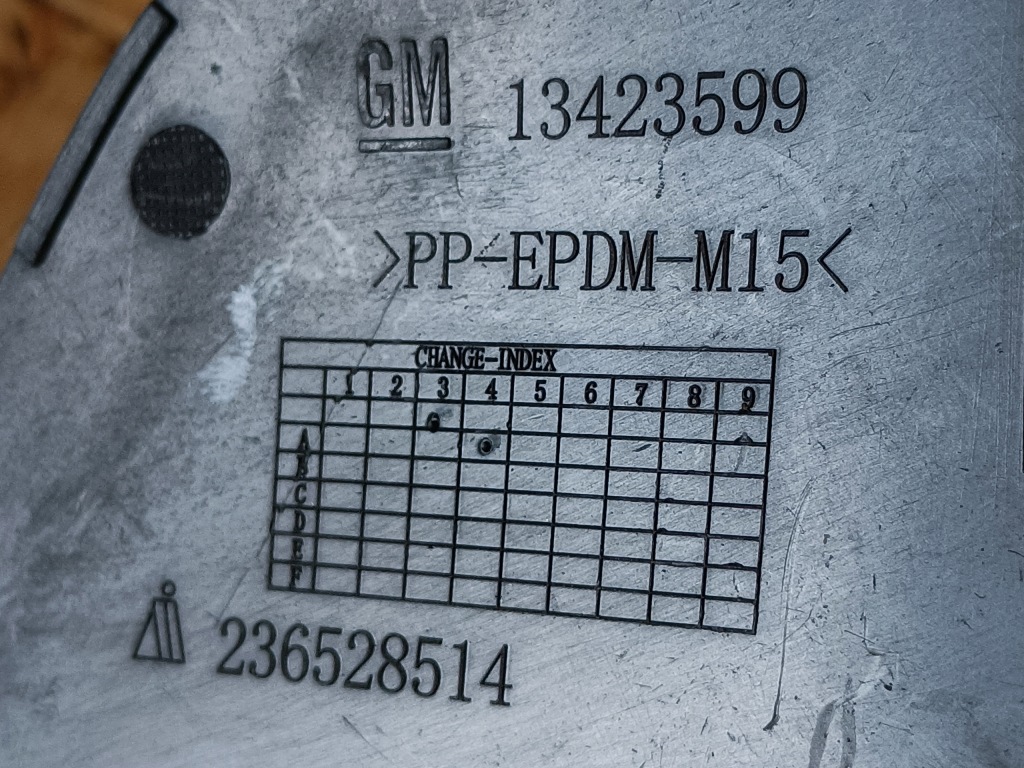 GM 13423599
>PP-EPDM-M15<
CHANGE-INDEX
1 2 3 4 5 6 7 8 9
A
B
C
D
E
F
236528514